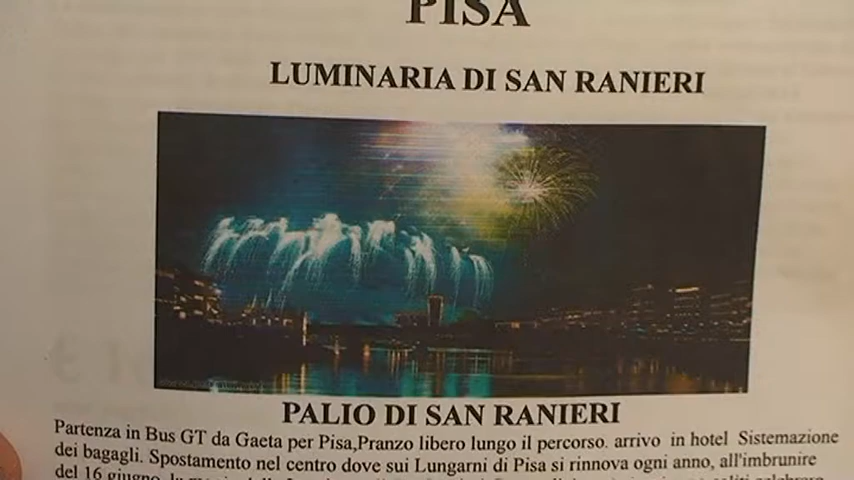 PISA
LUMINARIA DI SAN RANIERI
PALIO DI SAN RANIERI
Partenza in Bus GT da Gaeta per Pisa,Pranzo libero lungo il percorso. arrivo in hotel Sistemazione
dei bagagli. Spostamento nel centro dove sui Lungarni di Pisa si rinnova ogni anno, all'imbrunire
del 16 giugno, la